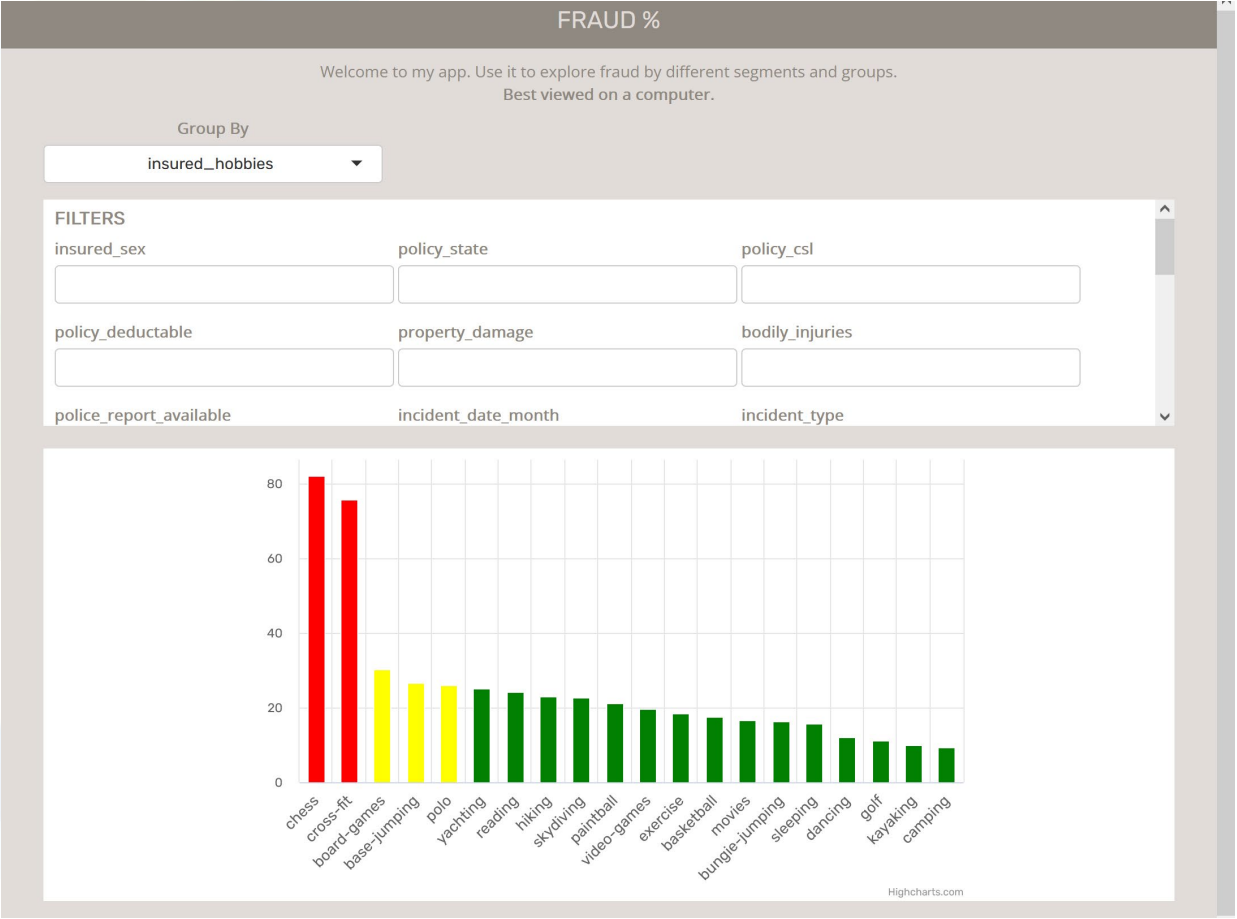 FRAUD %
Welcome to my app. Use it to explore fraud by different segments and groups.
Best viewed on a computer.
Group By
insured_hobbies
FILTERS
insured_sex policy_state policy_csl
policy_deductable property_damage bodily_injuries
police_report_available incident_date_month incident_type
80
60
40
20
0
chess cross-fit board-games base-jumping polo yachting reading hiking skydiving paintball video-games exercise basketball movies bungie-jumping sleeping dancing golf kayaking camping
Highcharts.com